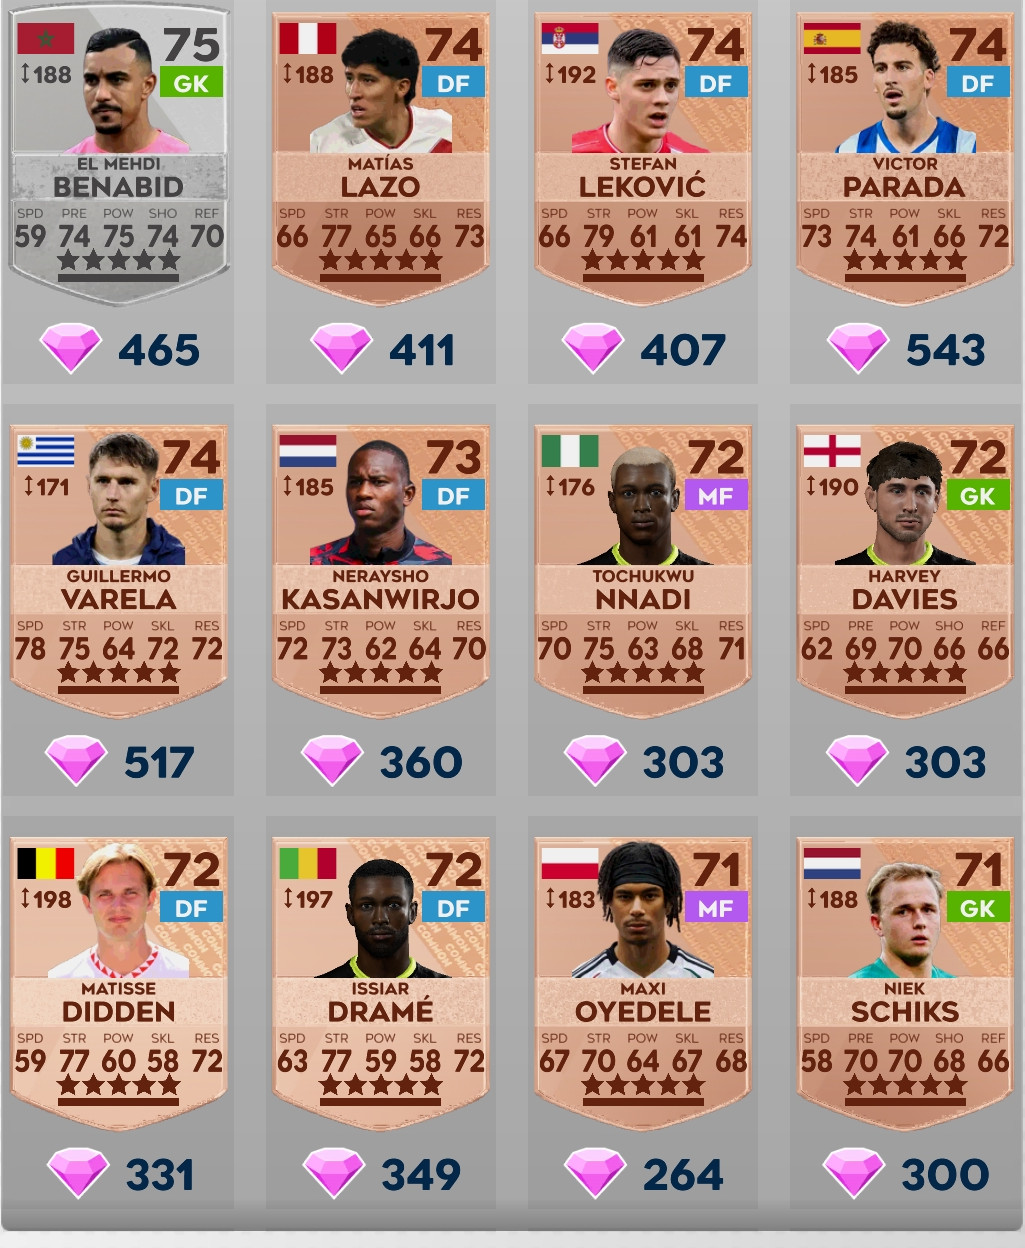 75
188
GK
EL MEHDI
BENABID
SPD PRE POW SHO REF
59 74 75 74 70
465
74
188
DF
MATÍAS
LAZO
SPD STR POW SKL RES
66 77 65 66 73
411
74
192
DF
STEFAN
LEKOVIĆ
SPD STR POW SKL RES
66 79 61 61 74
407
74
185
DF
VICTOR
PARADA
SPD STR POW SKL RES
73 74 61 66 72
543
74
171
DF
GUILLERMO
VARELA
SPD STR POW SKL RES
78 75 64 72 72
517
73
185
DF
NERAYSHO
KASANWIRJO
SPD STR POW SKL RES
72 73 62 64 70
360
72
176
MF
TOCHUKWU
NNADI
SPD STR POW SKL RES
70 75 63 68 71
303
72
190
GK
HARVEY
DAVIES
SPD PRE POW SHO REF
62 69 70 66 66
303
72
198
DF
MATISSE
DIDDEN
SPD STR POW SKL RES
59 77 60 58 72
331
72
197
DF
ISSIAR
DRAMÉ
SPD STR POW SKL RES
63 77 59 58 72
349
71
183
MF
MAXI
OYEDELE
SPD STR POW SKL RES
67 70 64 67 68
264
71
188
GK
NIEK
SCHIKS
SPD PRE POW SHO REF
58 70 70 68 66
300